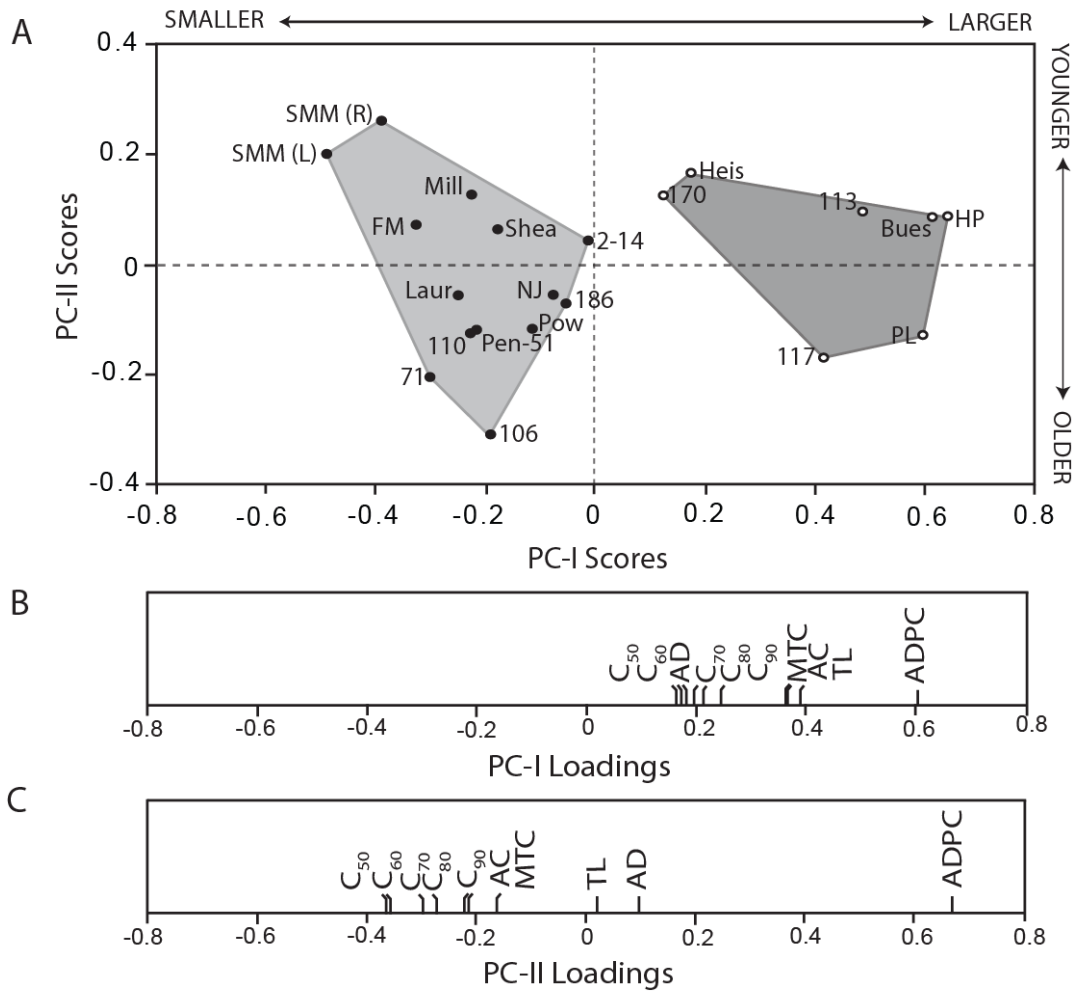 A
SMALLER LARGER
0.4
0.2
0
-0.2
-0.4
PC-II Scores
YOUNGER
OLDER
SMM (R)
SMM (L)
Mill
FM
Shea
2-14
Laur
NJ
186
Pow
110
Pen-51
71
106
Heis
170
113
Bues
HP
PL
117
-0.8 -0.6 -0.4 -0.2 0 0.2 0.4 0.6 0.8
PC-I Scores
B
C50 C60 AD C70 C80 C90 MTC AC TL ADPC
-0.8 -0.6 -0.4 -0.2 0 0.2 0.4 0.6 0.8
PC-I Loadings
C
C50 C60 C70 C80 C90 AC MTC TL AD ADPC
-0.8 -0.6 -0.4 -0.2 0 0.2 0.4 0.6 0.8
PC-II Loadings